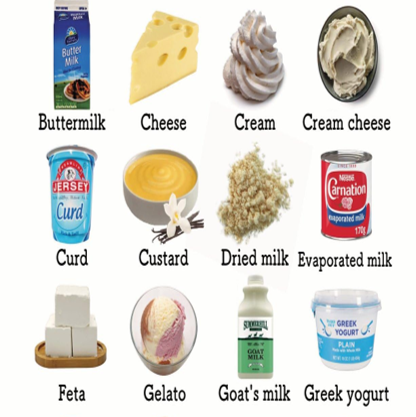 Butter
Milk
Buttermilk
Cheese
Cream
Cream cheese
JERSEY
Curd
Curd
Custard
Dried milk
Nestlé
Carnation
evaporated milk
170g
Evaporated milk
Feta
Gelato
SUMMERHILL
GOAT
MILK
Goat's milk
GREEK
YOGURT
PLAIN
Greek yogurt